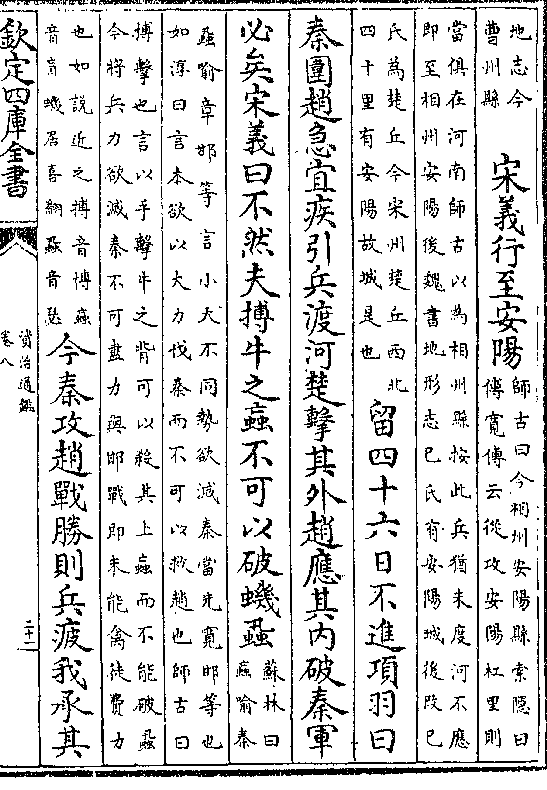 地志今
曹州縣
宋義行至安陽
師古曰今相州安陽縣索隱曰
傳寛傳云從攻安陽杠里則
當俱在河南師古以為相州縣按此兵猶未度河不應
即至相州安陽後魏書地形志巳氏有安陽城後改巳
氏為楚丘今宋州楚丘西北
四十里有安陽故城是也
留四十六日不進項羽曰
秦圍趙急宜疾引兵渡河楚擊其外趙應其内破秦軍
必矣宋義曰不然夫搏牛之蝱不可以破蟣蝨
蘇林曰
蝱喻秦
蝨喻章邯等言小大不同勢欲滅秦當先寛邯等也
如淳曰言本欲以大力伐秦而不可以救趙也師古曰
搏擊也言以手擊牛之背可以殺其上蝱而不能破蝨
今將兵力欲滅秦不可盡力與邯戰即未能禽徒費力
也如説近之搏音博蝱
音盲蟣居喜翻蝨音瑟
今秦攻趙戰勝則兵疲我承其
欽定四庫全書
資治通鑑
卷八